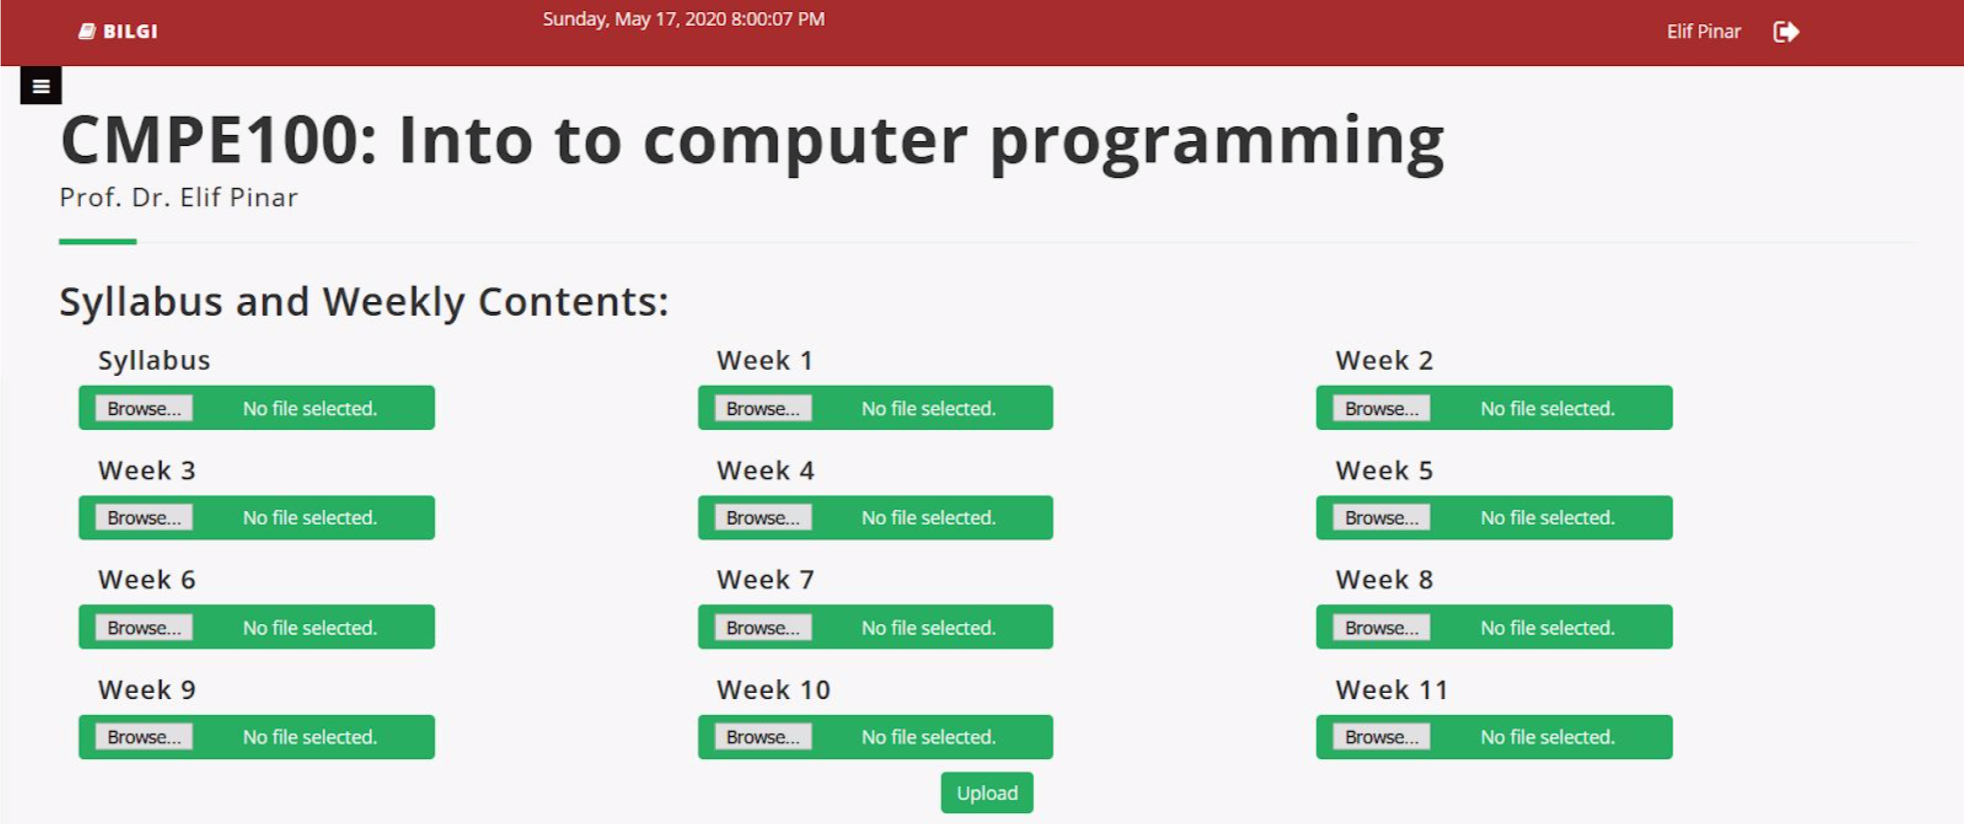 BILGI
Sunday, May 17, 2020 8:00:07 PM
Elif Pinar
CMPE100: Into to computer programming
Prof. Dr. Elif Pinar
Syllabus and Weekly Contents:
Syllabus Week 1 Week 2
Browse... No file selected. Browse... No file selected. Browse... No file selected.
Week 3 Week 4 Week 5
Browse... No file selected. Browse... No file selected. Browse... No file selected.
Week 6 Week 7 Week 8
Browse... No file selected. Browse... No file selected. Browse... No file selected.
Week 9 Week 10 Week 11
Browse... No file selected. Browse... No file selected. Browse... No file selected.
Upload